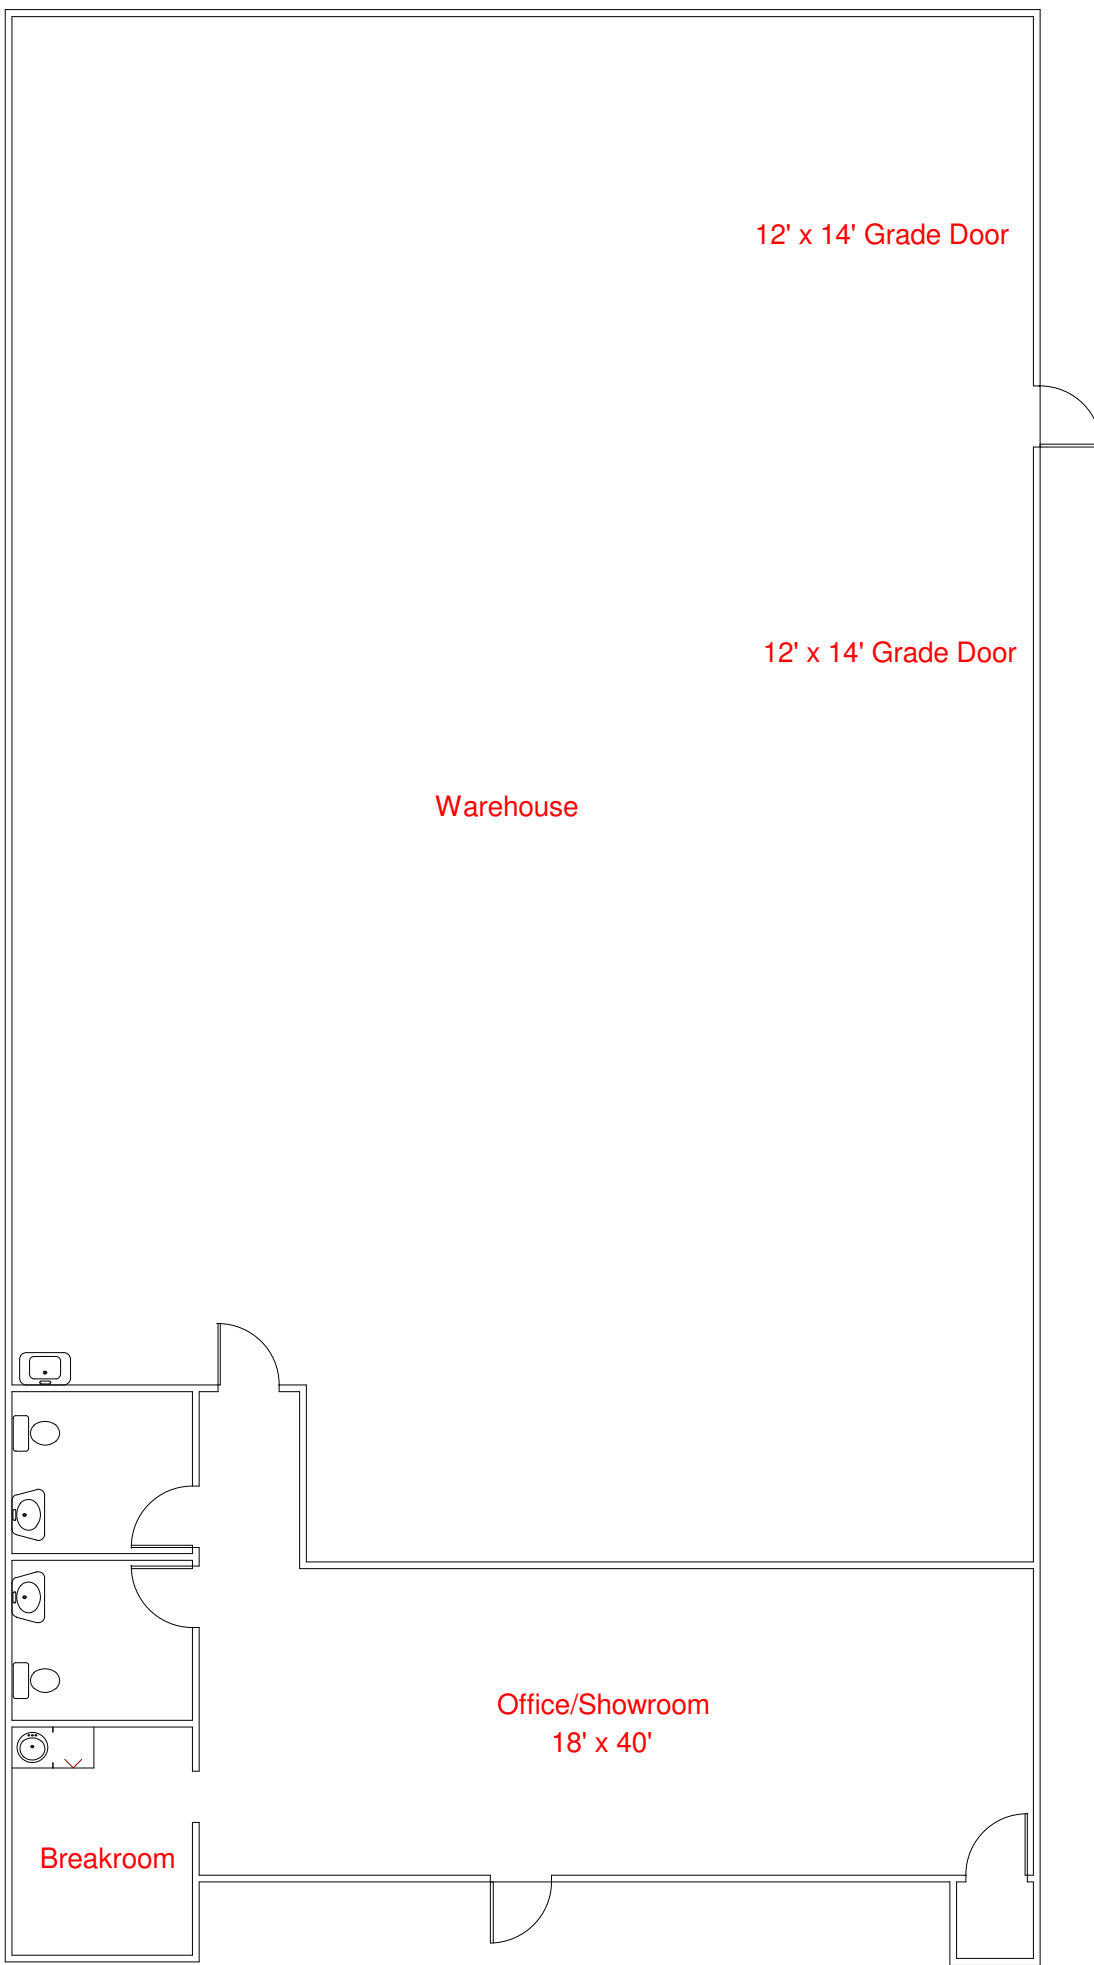 12' x 14' Grade Door
12' x 14' Grade Door
Warehouse
Office/Showroom
18' x 40'
Breakroom